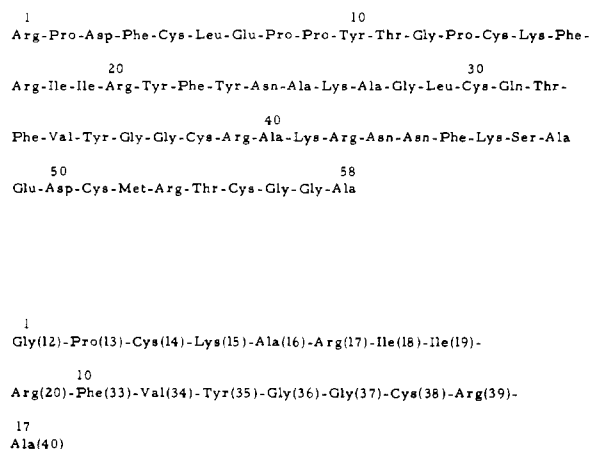 1 10
Arg-Pro-Asp-Phe-Cys-Leu-Glu-Pro-Pro-Tyr-Thr-Gly-Pro-Cys-Lys-Phe-
20 30
Arg-Ile-Ile-Arg-Tyr-Phe-Tyr-Asn-Ala-Lys-Ala-Gly-Leu-Cys-Gln-Thr-
40
Phe-Val-Tyr-Gly-Gly-Cys-Arg-Ala-Lys-Arg-Asn-Asn-Phe-Lys-Ser-Ala
50 58
Glu-Asp-Cys-Met-Arg-Thr-Cys-Gly-Gly-Ala
1
Gly(12)-Pro(13)-Cys(14)-Lys(15)-Ala(16)-Arg(17)-Ile(18)-Ile(19)-
10
Arg(20)-Phe(33)-Val(34)-Tyr(35)-Gly(36)-Gly(37)-Cys(38)-Arg(39)-
17
Ala(40)